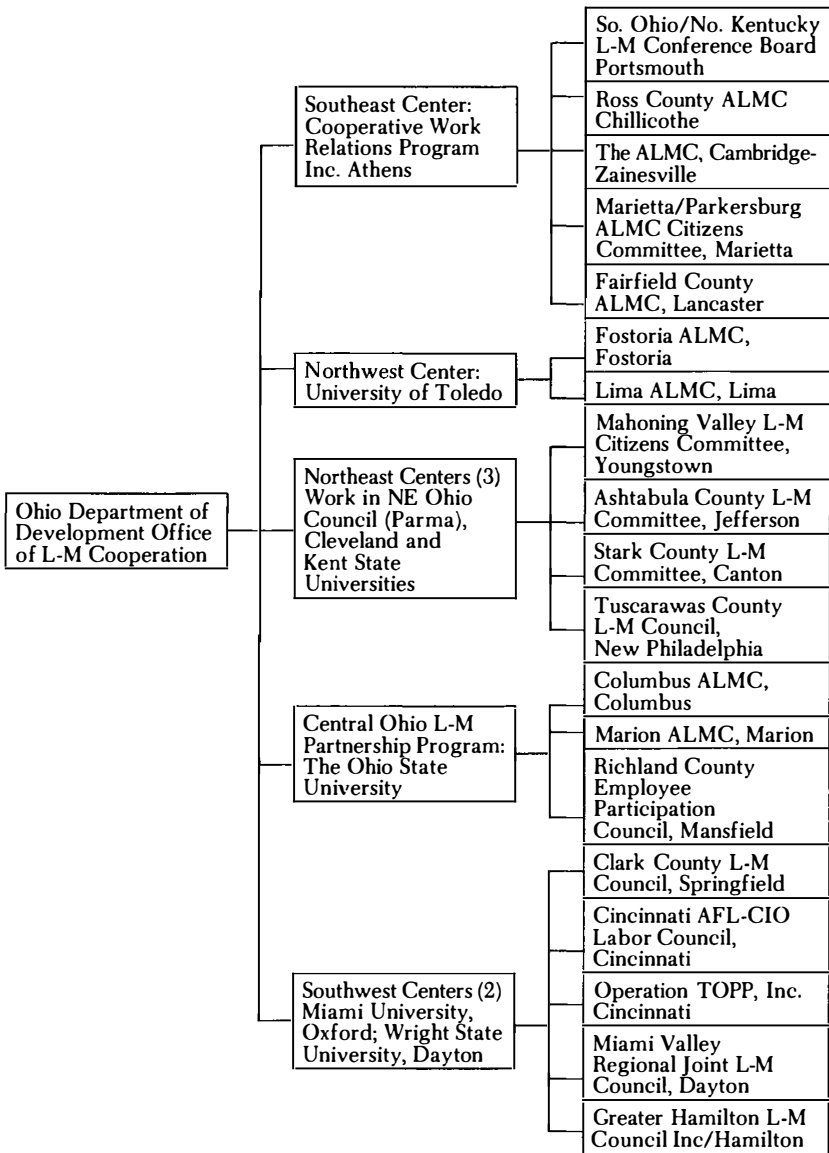 Ohio Department of
Development Office
of L-M Cooperation
Southeast Center:
Cooperative Work
Relations Program
Inc. Athens
So. Ohio/No. Kentucky
L-M Conference Board
Portsmouth
Ross County ALMC
Chillicothe
The ALMC, Cambridge-
Zainesville
Marietta/Parkersburg
ALMC Citizens
Committee, Marietta
Fairfield County
ALMC, Lancaster
Northwest Center:
University of Toledo
Fostoria ALMC,
Fostoria
Lima ALMC, Lima
Northeast Centers (3)
Work in NE Ohio
Council (Parma),
Cleveland and
Kent State
Universities
Mahoning Valley L-M
Citizens Committee,
Youngstown
Ashtabula County L-M
Committee, Jefferson
Stark County L-M
Committee, Canton
Tuscarawas County
L-M Council,
New Philadelphia
Central Ohio L-M
Partnership Program:
The Ohio State
University
Columbus ALMC,
Columbus
Marion ALMC, Marion
Richland County
Employee
Participation
Council, Mansfield
Southwest Centers (2)
Miami University,
Oxford; Wright State
University, Dayton
Clark County L-M
Council, Springfield
Cincinnati AFL-CIO
Labor Council,
Cincinnati
Operation TOPP, Inc.
Cincinnati
Miami Valley
Regional Joint L-M
Council, Dayton
Greater Hamilton L-M
Council Inc/Hamilton